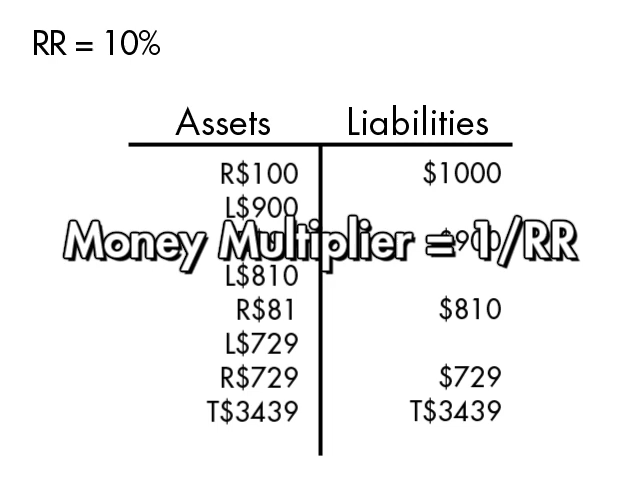 RR = 10%
Assets Liabilities
R$100 $1000
L$900
Money Multiplier = 1/RR
L$810
R$81 $810
L$729
R$729 $729
T$3439 T$3439